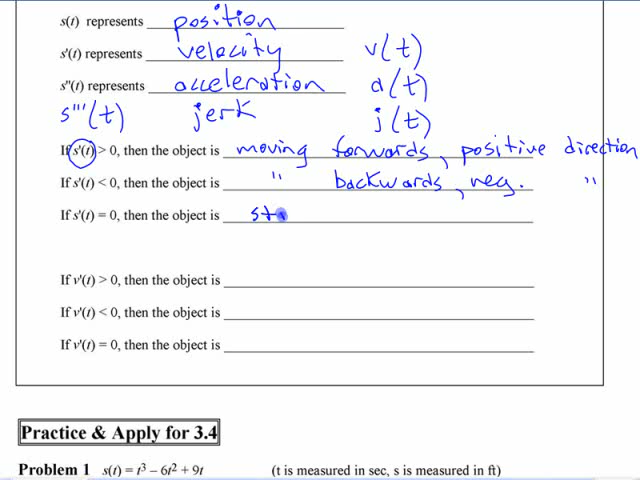 s(t) represents position
s'(t) represents velocity v(t)
s"(t) represents acceleration a(t)
s'''(t) jerk j(t)
If s'(t) > 0, then the object is moving forwards, positive direction
If s'(t) < 0, then the object is " backwards, neg. "
If s'(t) = 0, then the object is st
If v'(t) > 0, then the object is
If v'(t) < 0, then the object is
If v'(t) = 0, then the object is
Practice & Apply for 3.4
Problem 1 s(t) = t³ – 6t² + 9t (t is measured in sec, s is measured in ft)